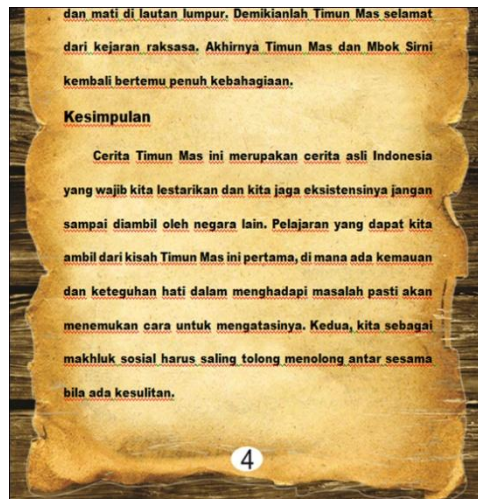 dan mati di lautan lumpur. Demikianlah Timun Mas selamat
dari kejaran raksasa. Akhirnya Timun Mas dan Mbok Sirni
kembali bertemu penuh kebahagiaan.
Kesimpulan
Cerita Timun Mas ini merupakan cerita asli Indonesia
yang wajib kita lestarikan dan kita jaga eksistensinya jangan
sampai diambil oleh negara lain. Pelajaran yang dapat kita
ambil dari kisah Timun Mas ini pertama, di mana ada kemauan
dan keteguhan hati dalam menghadapi masalah pasti akan
menemukan cara untuk mengatasinya. Kedua, kita sebagai
makhluk sosial harus saling tolong menolong antar sesama
bila ada kesulitan.
4